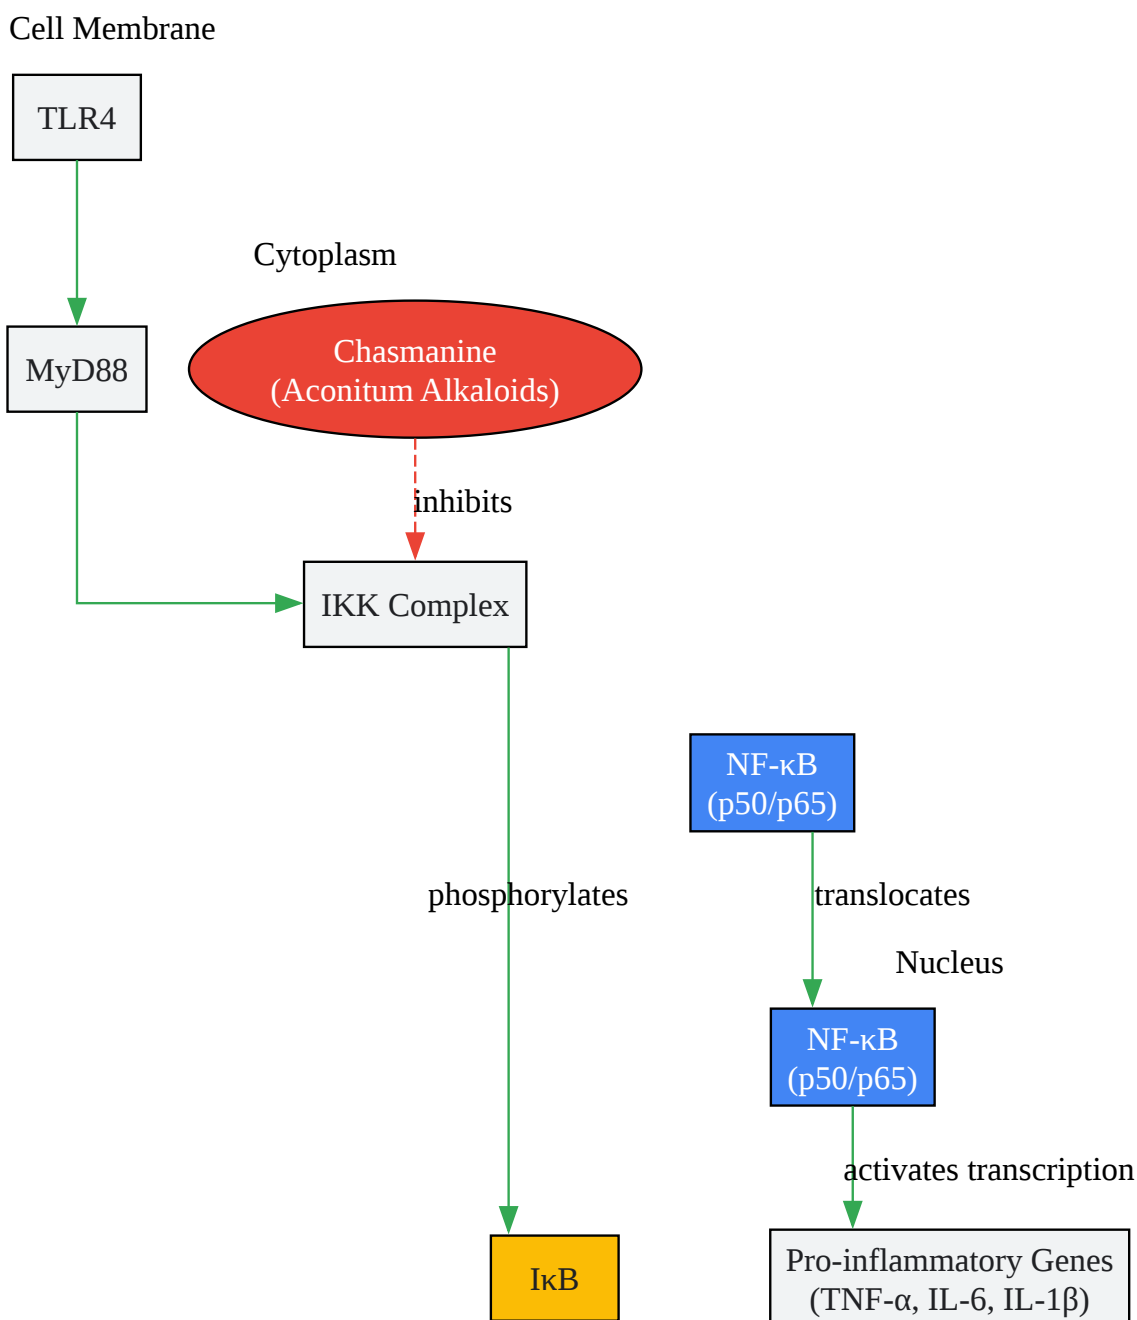 Cell Membrane
TLR4
Cytoplasm
MyD88
Chasmanine
(Aconitum Alkaloids)
inhibits
IKK Complex
NF-κB
(p50/p65)
phosphorylates
translocates
Nucleus
NF-κB
(p50/p65)
activates transcription
IκB
Pro-inflammatory Genes
(TNF-α, IL-6, IL-1β)